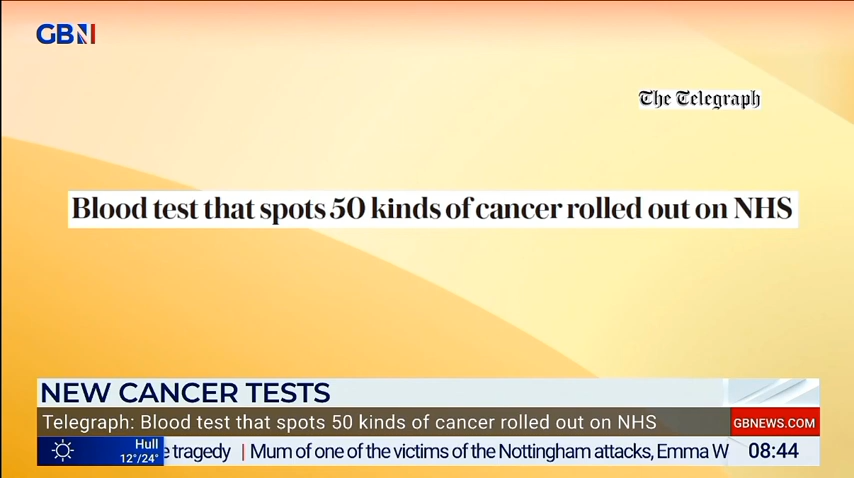 GBN
The Telegraph
Blood test that spots 50 kinds of cancer rolled out on NHS
NEW CANCER TESTS
Telegraph: Blood test that spots 50 kinds of cancer rolled out on NHS
GBNEWS.COM
Hull
12°/24°
e tragedy | Mum of one of the victims of the Nottingham attacks, Emma W
08:44